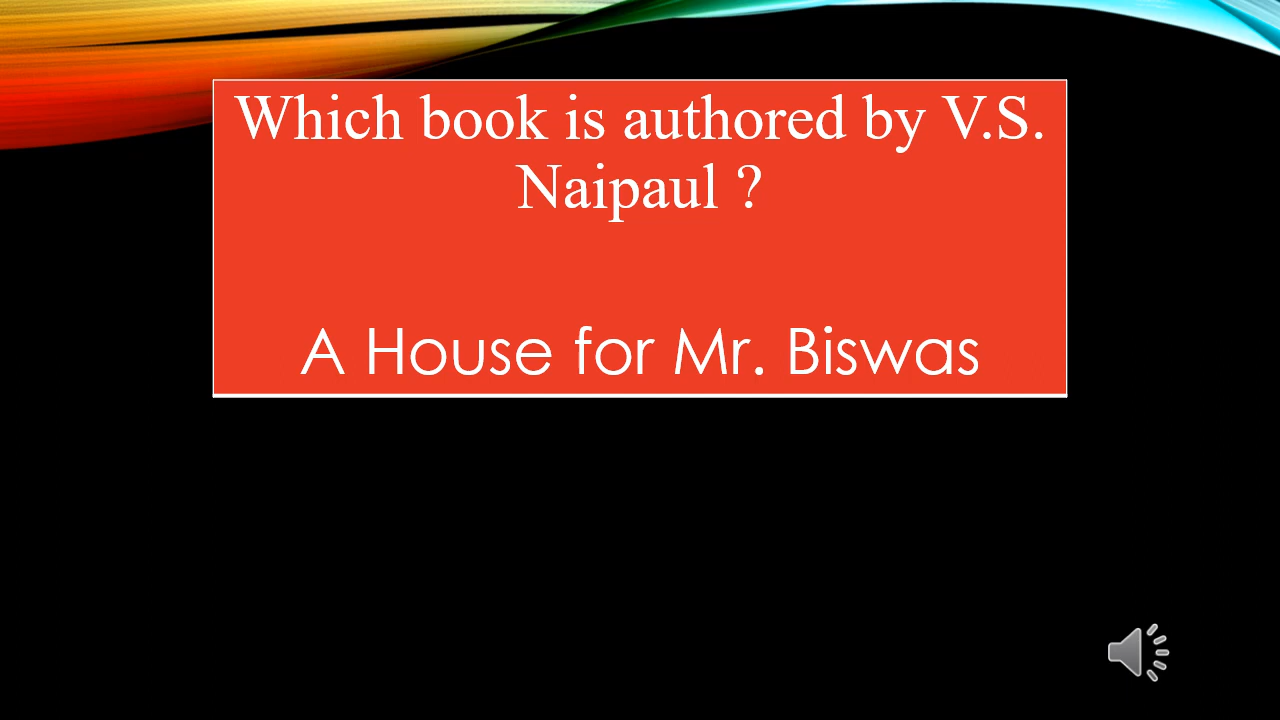 Which book is authored by V.S.
Naipaul ?
A House for Mr. Biswas